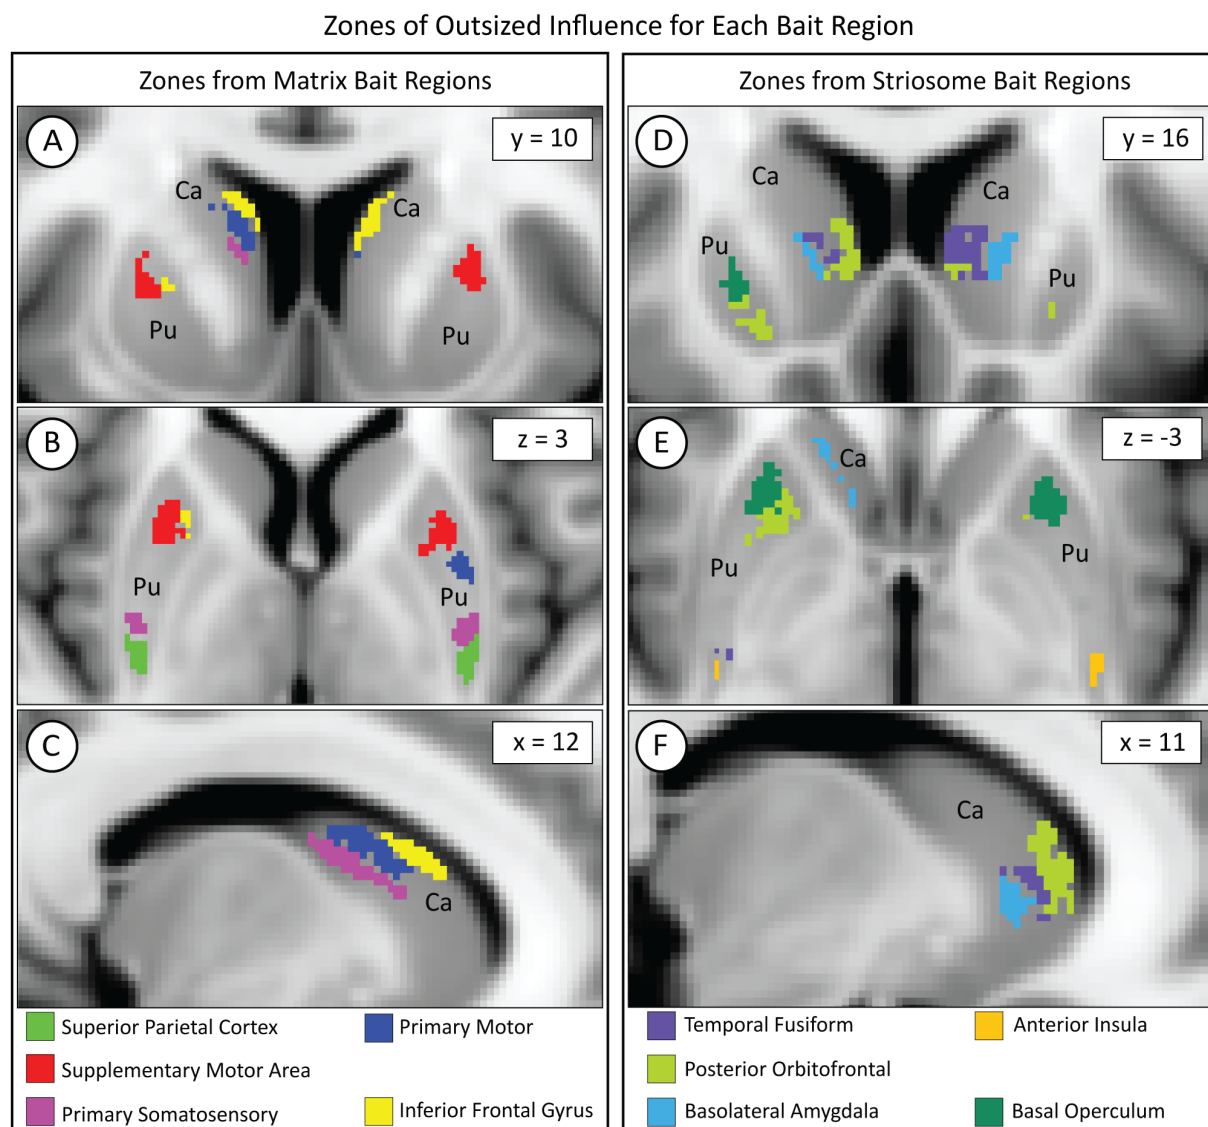 Zones of Outsized Influence for Each Bait Region
Zones from Matrix Bait Regions
A
y = 10
Ca
Ca
Pu
Pu
B
z = 3
Pu
Pu
C
x = 12
Ca
Superior Parietal Cortex
Primary Motor
Supplementary Motor Area
Primary Somatosensory
Inferior Frontal Gyrus
Zones from Striosome Bait Regions
D
y = 16
Ca
Ca
Pu
Pu
E
z = -3
Ca
Pu
Pu
F
x = 11
Ca
Temporal Fusiform
Anterior Insula
Posterior Orbitofrontal
Basolateral Amygdala
Basal Operculum